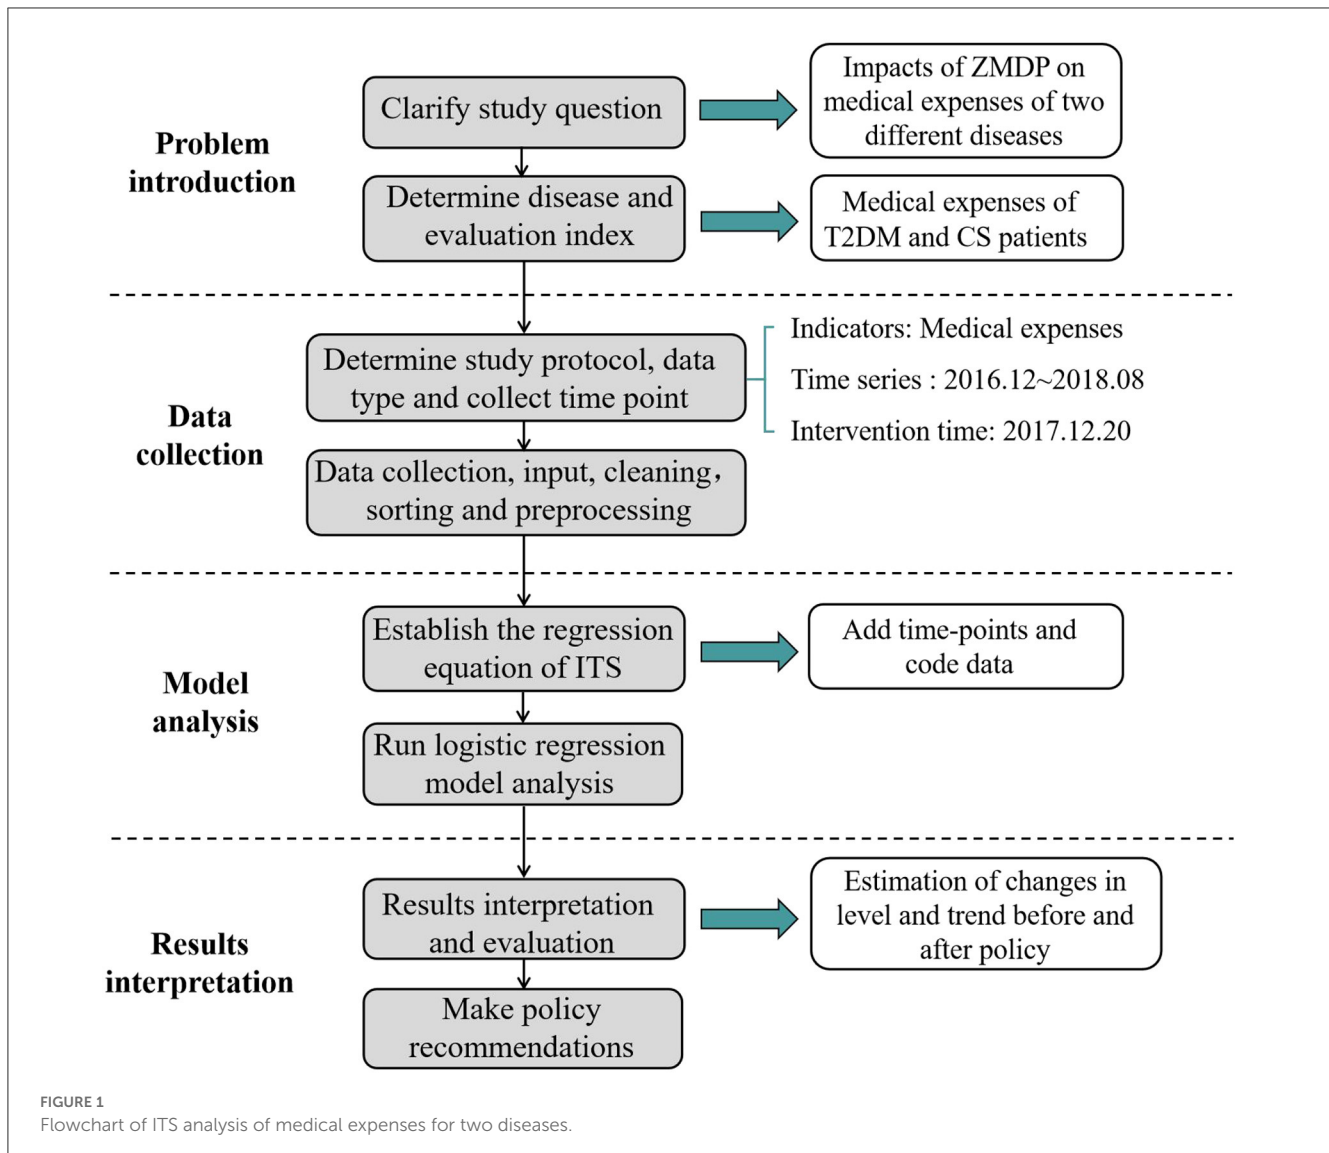 Problem
introduction
Clarify study question
Impacts of ZMDP on
medical expenses of two
different diseases
Determine disease and
evaluation index
Medical expenses of
T2DM and CS patients
Data
collection
Determine study protocol, data
type and collect time point
Indicators: Medical expenses
Time series : 2016.12~2018.08
Intervention time: 2017.12.20
Data collection, input, cleaning，
sorting and preprocessing
Model
analysis
Establish the regression
equation of ITS
Add time-points and
code data
Run logistic regression
model analysis
Results
interpretation
Results interpretation
and evaluation
Estimation of changes in
level and trend before and
after policy
Make policy
recommendations
FIGURE 1
Flowchart of ITS analysis of medical expenses for two diseases.